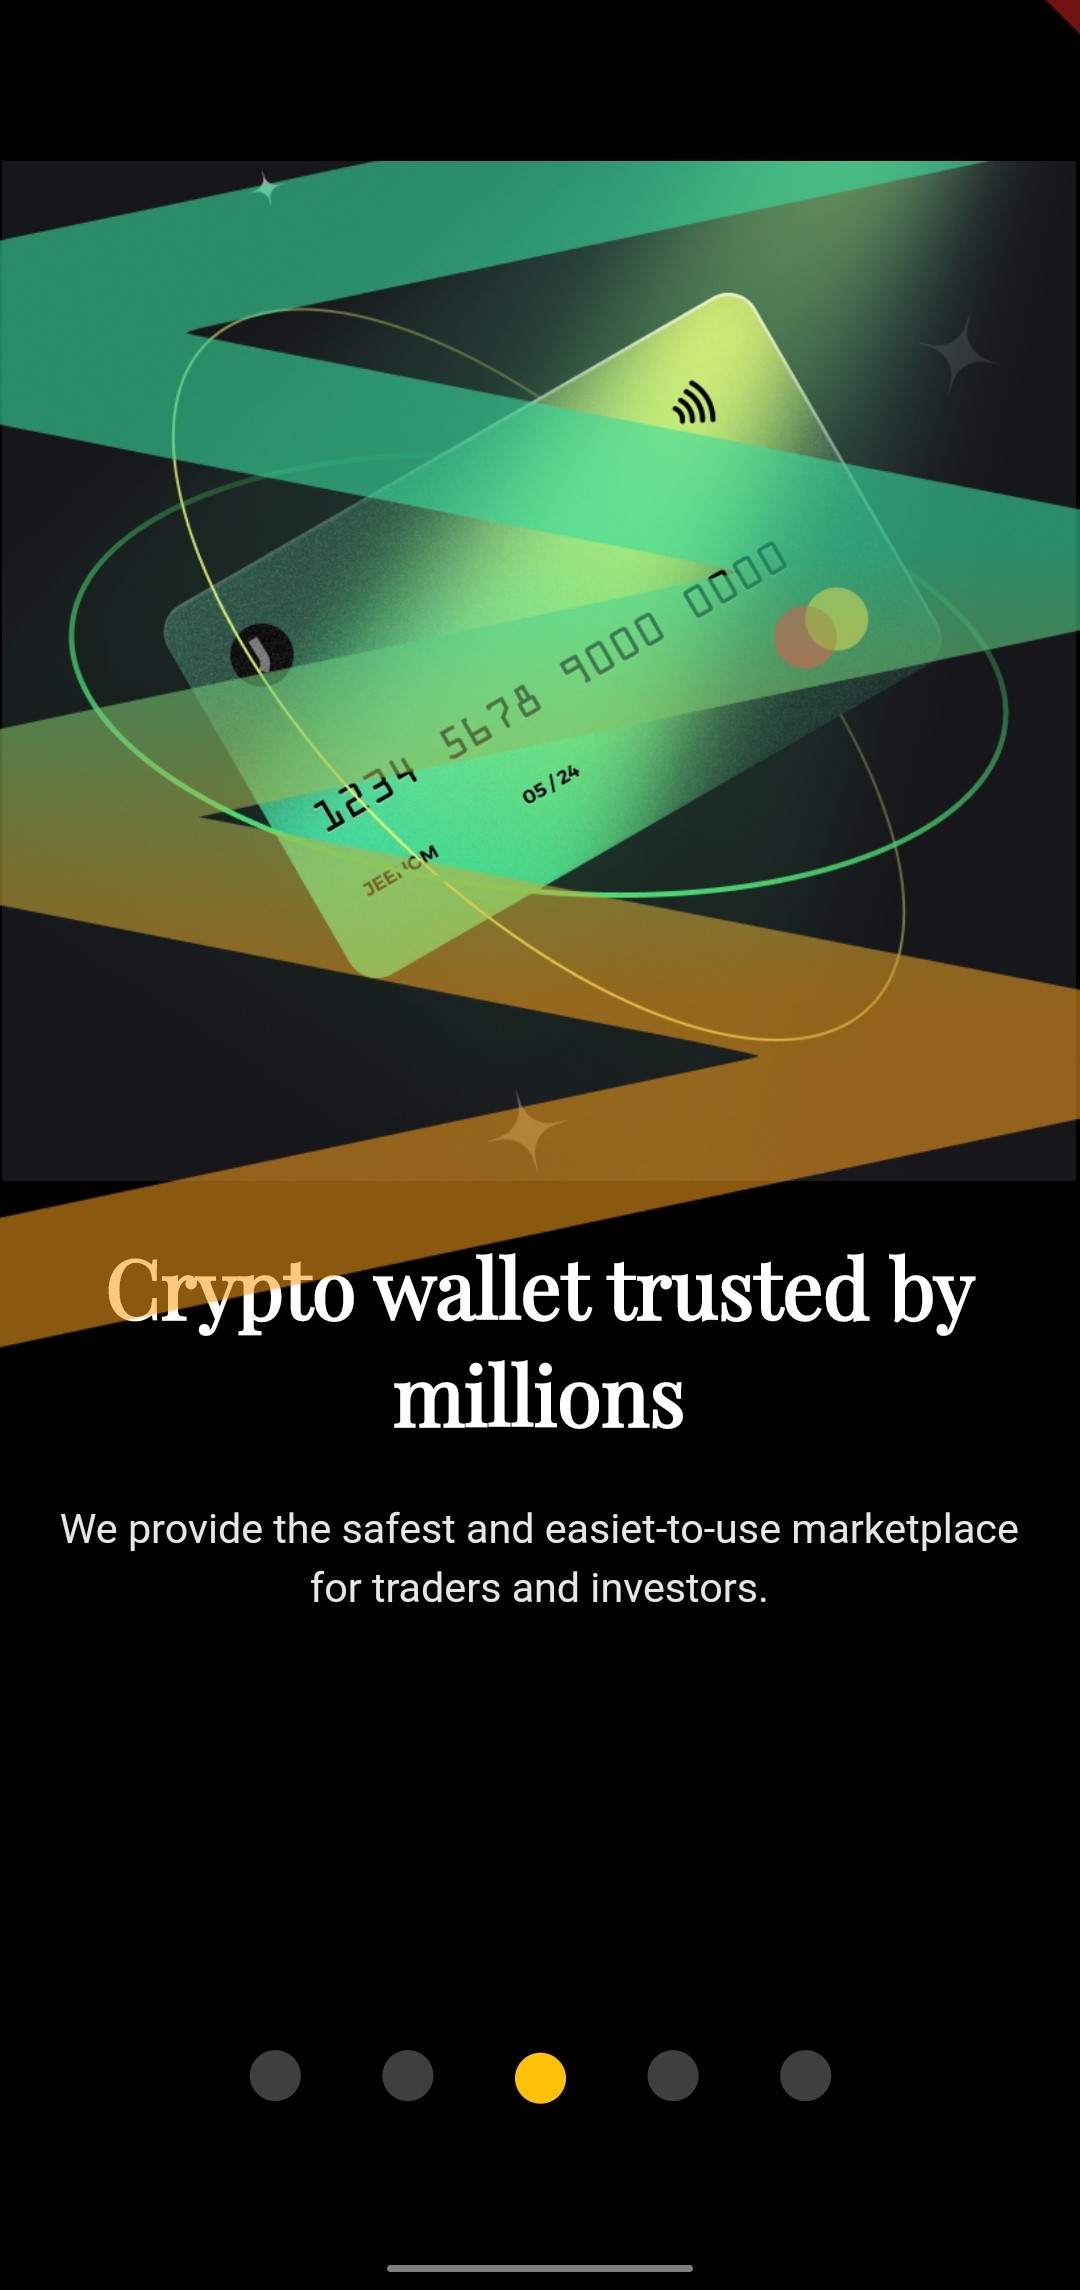 1234 5678 9000 0000
05/24
Crypto wallet trusted by
millions
We provide the safest and easiet-to-use marketplace
for traders and investors.